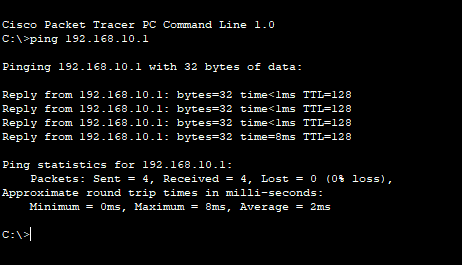 Cisco Packet Tracer PC Command Line 1.0
C:\>ping 192.168.10.1
Pinging 192.168.10.1 with 32 bytes of data:
Reply from 192.168.10.1: bytes=32 time<1ms TTL=128
Reply from 192.168.10.1: bytes=32 time<1ms TTL=128
Reply from 192.168.10.1: bytes=32 time<1ms TTL=128
Reply from 192.168.10.1: bytes=32 time=8ms TTL=128
Ping statistics for 192.168.10.1:
    Packets: Sent = 4, Received = 4, Lost = 0 (0% loss),
Approximate round trip times in milli-seconds:
    Minimum = 0ms, Maximum = 8ms, Average = 2ms
C:\>